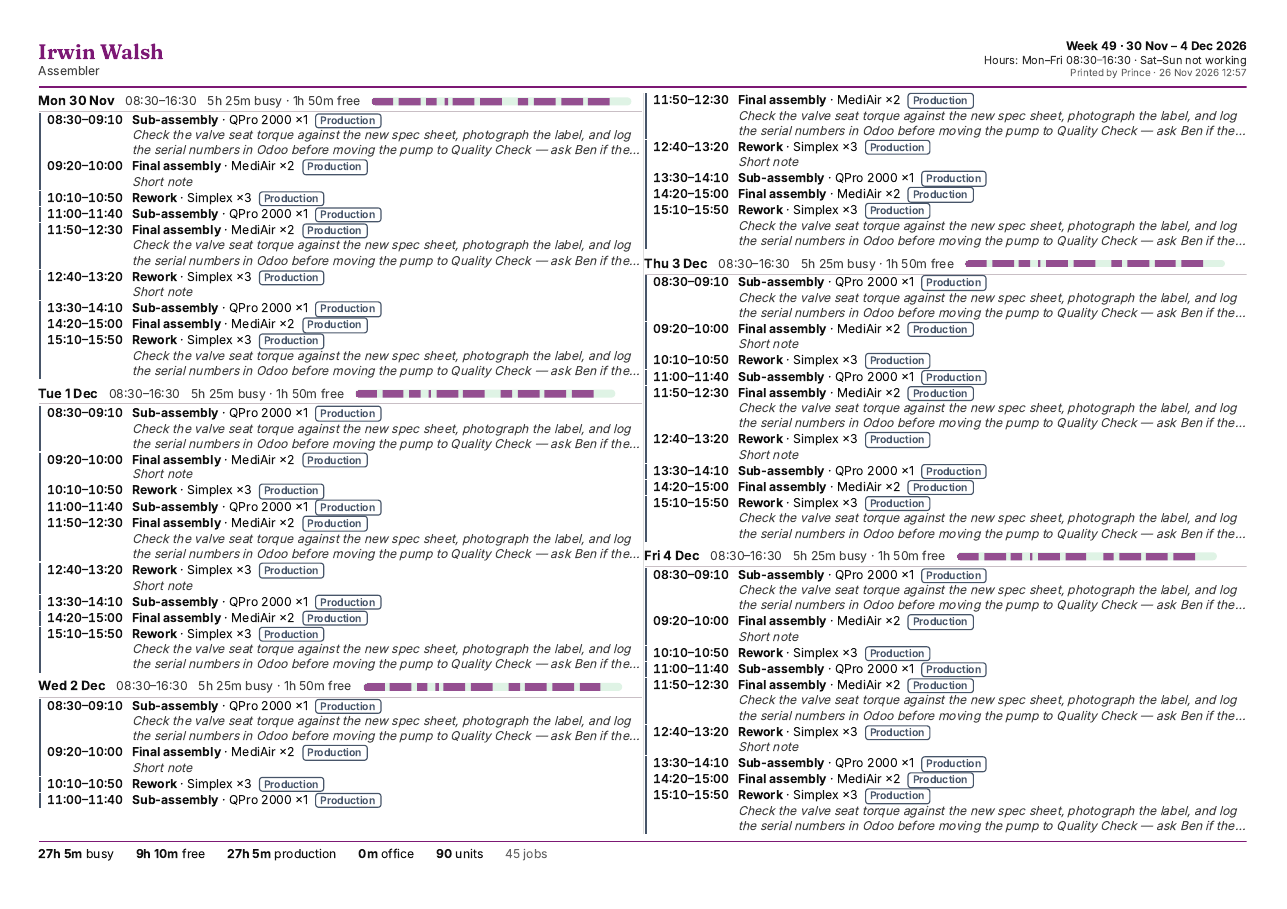 Irwin Walsh
Assembler
Week 49 · 30 Nov – 4 Dec 2026
Hours: Mon–Fri 08:30–16:30 · Sat–Sun not working
Printed by Prince · 26 Nov 2026 12:57
Mon 30 Nov 08:30–16:30 5h 25m busy · 1h 50m free
08:30–09:10 Sub-assembly · QPro 2000 ×1 Production
Check the valve seat torque against the new spec sheet, photograph the label, and log
the serial numbers in Odoo before moving the pump to Quality Check — ask Ben if the...
09:20–10:00 Final assembly · MediAir ×2 Production
Short note
10:10–10:50 Rework · Simplex ×3 Production
11:00–11:40 Sub-assembly · QPro 2000 ×1 Production
11:50–12:30 Final assembly · MediAir ×2 Production
Check the valve seat torque against the new spec sheet, photograph the label, and log
the serial numbers in Odoo before moving the pump to Quality Check — ask Ben if the...
12:40–13:20 Rework · Simplex ×3 Production
Short note
13:30–14:10 Sub-assembly · QPro 2000 ×1 Production
14:20–15:00 Final assembly · MediAir ×2 Production
15:10–15:50 Rework · Simplex ×3 Production
Check the valve seat torque against the new spec sheet, photograph the label, and log
the serial numbers in Odoo before moving the pump to Quality Check — ask Ben if the...
Tue 1 Dec 08:30–16:30 5h 25m busy · 1h 50m free
08:30–09:10 Sub-assembly · QPro 2000 ×1 Production
Check the valve seat torque against the new spec sheet, photograph the label, and log
the serial numbers in Odoo before moving the pump to Quality Check — ask Ben if the...
09:20–10:00 Final assembly · MediAir ×2 Production
Short note
10:10–10:50 Rework · Simplex ×3 Production
11:00–11:40 Sub-assembly · QPro 2000 ×1 Production
11:50–12:30 Final assembly · MediAir ×2 Production
Check the valve seat torque against the new spec sheet, photograph the label, and log
the serial numbers in Odoo before moving the pump to Quality Check — ask Ben if the...
12:40–13:20 Rework · Simplex ×3 Production
Short note
13:30–14:10 Sub-assembly · QPro 2000 ×1 Production
14:20–15:00 Final assembly · MediAir ×2 Production
15:10–15:50 Rework · Simplex ×3 Production
Check the valve seat torque against the new spec sheet, photograph the label, and log
the serial numbers in Odoo before moving the pump to Quality Check — ask Ben if the...
Wed 2 Dec 08:30–16:30 5h 25m busy · 1h 50m free
08:30–09:10 Sub-assembly · QPro 2000 ×1 Production
Check the valve seat torque against the new spec sheet, photograph the label, and log
the serial numbers in Odoo before moving the pump to Quality Check — ask Ben if the...
09:20–10:00 Final assembly · MediAir ×2 Production
Short note
10:10–10:50 Rework · Simplex ×3 Production
11:00–11:40 Sub-assembly · QPro 2000 ×1 Production
11:50–12:30 Final assembly · MediAir ×2 Production
Check the valve seat torque against the new spec sheet, photograph the label, and log
the serial numbers in Odoo before moving the pump to Quality Check — ask Ben if the...
12:40–13:20 Rework · Simplex ×3 Production
Short note
13:30–14:10 Sub-assembly · QPro 2000 ×1 Production
14:20–15:00 Final assembly · MediAir ×2 Production
15:10–15:50 Rework · Simplex ×3 Production
Check the valve seat torque against the new spec sheet, photograph the label, and log
the serial numbers in Odoo before moving the pump to Quality Check — ask Ben if the...
Thu 3 Dec 08:30–16:30 5h 25m busy · 1h 50m free
08:30–09:10 Sub-assembly · QPro 2000 ×1 Production
Check the valve seat torque against the new spec sheet, photograph the label, and log
the serial numbers in Odoo before moving the pump to Quality Check — ask Ben if the...
09:20–10:00 Final assembly · MediAir ×2 Production
Short note
10:10–10:50 Rework · Simplex ×3 Production
11:00–11:40 Sub-assembly · QPro 2000 ×1 Production
11:50–12:30 Final assembly · MediAir ×2 Production
Check the valve seat torque against the new spec sheet, photograph the label, and log
the serial numbers in Odoo before moving the pump to Quality Check — ask Ben if the...
12:40–13:20 Rework · Simplex ×3 Production
Short note
13:30–14:10 Sub-assembly · QPro 2000 ×1 Production
14:20–15:00 Final assembly · MediAir ×2 Production
15:10–15:50 Rework · Simplex ×3 Production
Check the valve seat torque against the new spec sheet, photograph the label, and log
the serial numbers in Odoo before moving the pump to Quality Check — ask Ben if the...
Fri 4 Dec 08:30–16:30 5h 25m busy · 1h 50m free
08:30–09:10 Sub-assembly · QPro 2000 ×1 Production
Check the valve seat torque against the new spec sheet, photograph the label, and log
the serial numbers in Odoo before moving the pump to Quality Check — ask Ben if the...
09:20–10:00 Final assembly · MediAir ×2 Production
Short note
10:10–10:50 Rework · Simplex ×3 Production
11:00–11:40 Sub-assembly · QPro 2000 ×1 Production
11:50–12:30 Final assembly · MediAir ×2 Production
Check the valve seat torque against the new spec sheet, photograph the label, and log
the serial numbers in Odoo before moving the pump to Quality Check — ask Ben if the...
12:40–13:20 Rework · Simplex ×3 Production
Short note
13:30–14:10 Sub-assembly · QPro 2000 ×1 Production
14:20–15:00 Final assembly · MediAir ×2 Production
15:10–15:50 Rework · Simplex ×3 Production
Check the valve seat torque against the new spec sheet, photograph the label, and log
the serial numbers in Odoo before moving the pump to Quality Check — ask Ben if the...
27h 5m busy 9h 10m free 27h 5m production 0m office 90 units 45 jobs